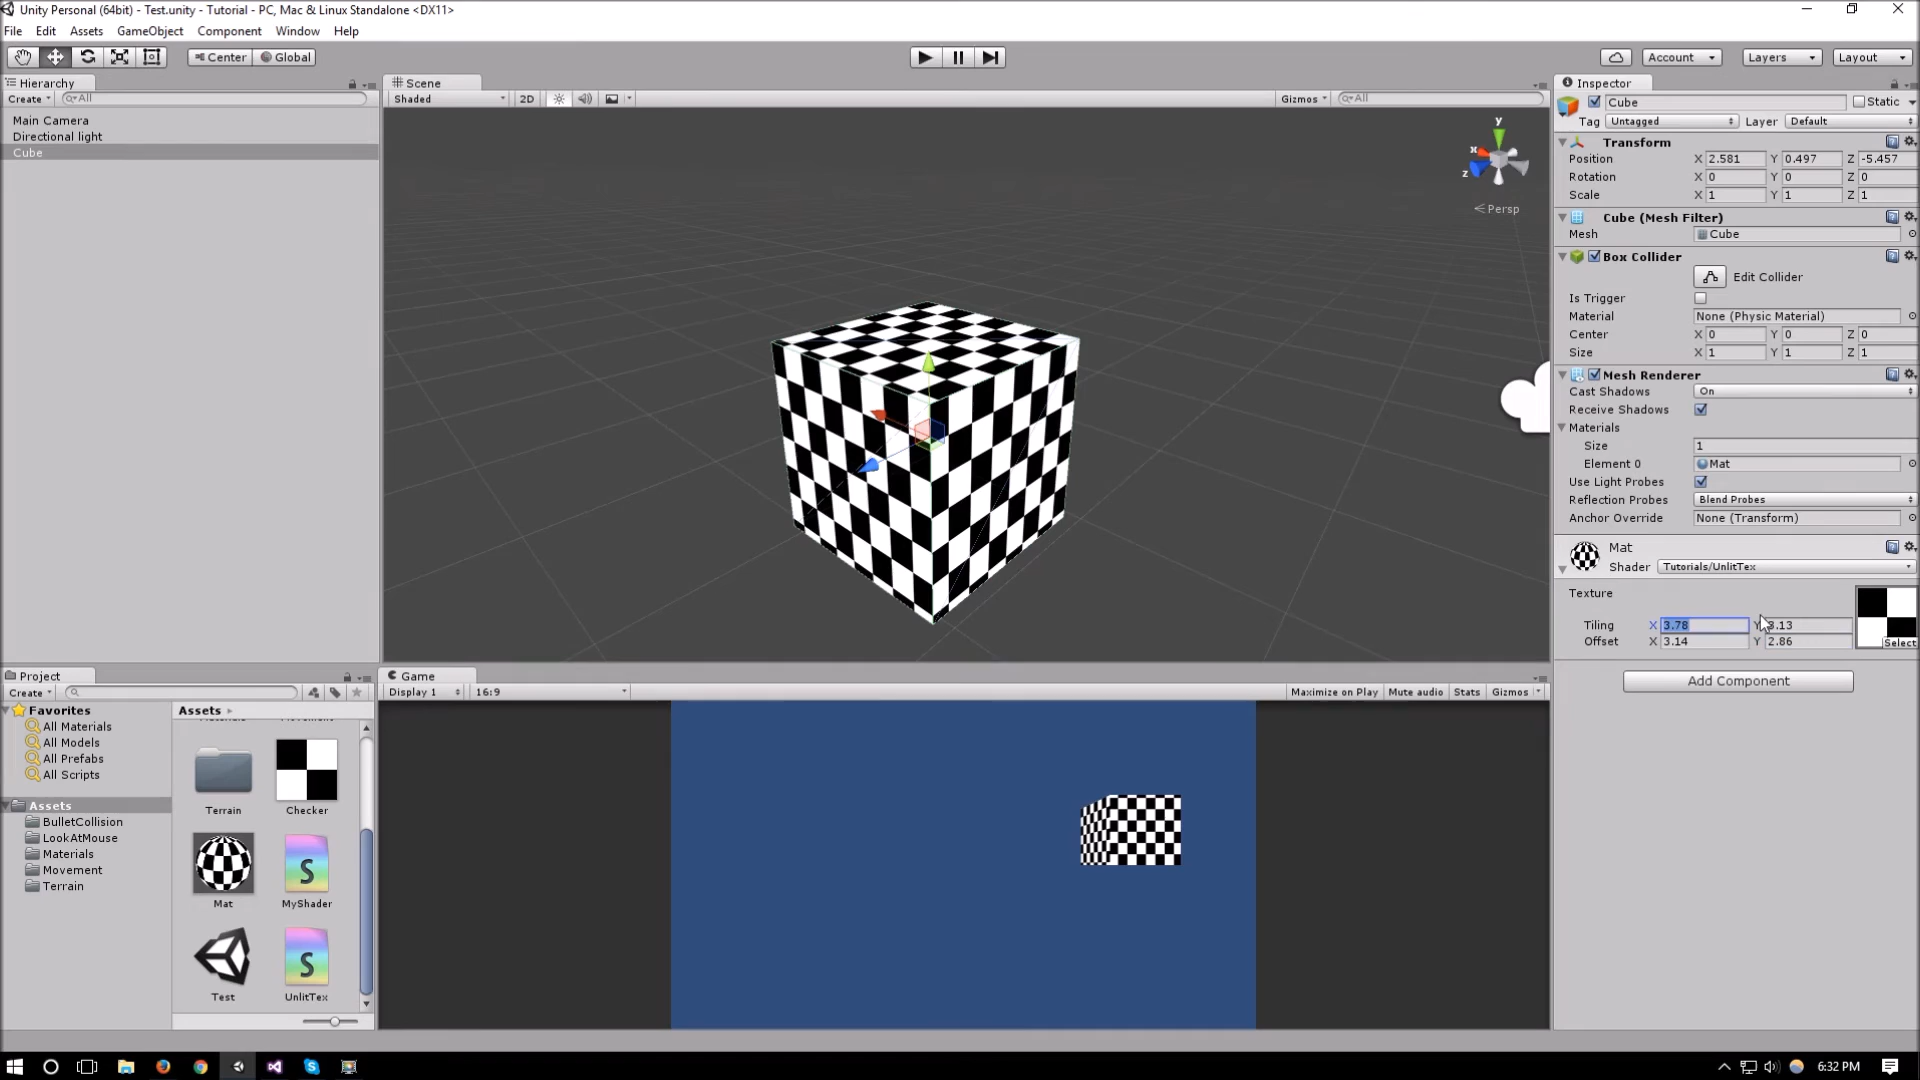 Unity Personal (64bit) - Test.unity - Tutorial - PC, Mac & Linux Standalone <DX11>
File Edit Assets GameObject Component Window Help
Center Global Account Layers Layout
Hierarchy
Create All
Main Camera
Directional light
Cube
Scene
Shaded 2D Gizmos All
y
x
z
Persp
Inspector
Cube Static
Tag Untagged Layer Default
Transform
Position X 2.581 Y 0.497 Z -5.457
Rotation X 0 Y 0 Z 0
Scale X 1 Y 1 Z 1
Cube (Mesh Filter)
Mesh Cube
Box Collider
Edit Collider
Is Trigger
Material None (Physic Material)
Center X 0 Y 0 Z 0
Size X 1 Y 1 Z 1
Mesh Renderer
Cast Shadows On
Receive Shadows
Materials
Size 1
Element 0 Mat
Use Light Probes
Reflection Probes Blend Probes
Anchor Override None (Transform)
Mat
Shader Tutorials/UnlitTex
Texture
Tiling X 3.78 Y 3.13
Offset X 3.14 Y 2.86
Select
Add Component
Project
Create
Favorites
All Materials
All Models
All Prefabs
All Scripts
Assets
BulletCollision
LookAtMouse
Materials
Movement
Terrain
Assets
Terrain Checker
Mat MyShader
Test UnlitTex
Game
Display 1 16:9 Maximize on Play Mute audio Stats Gizmos
6:32 PM